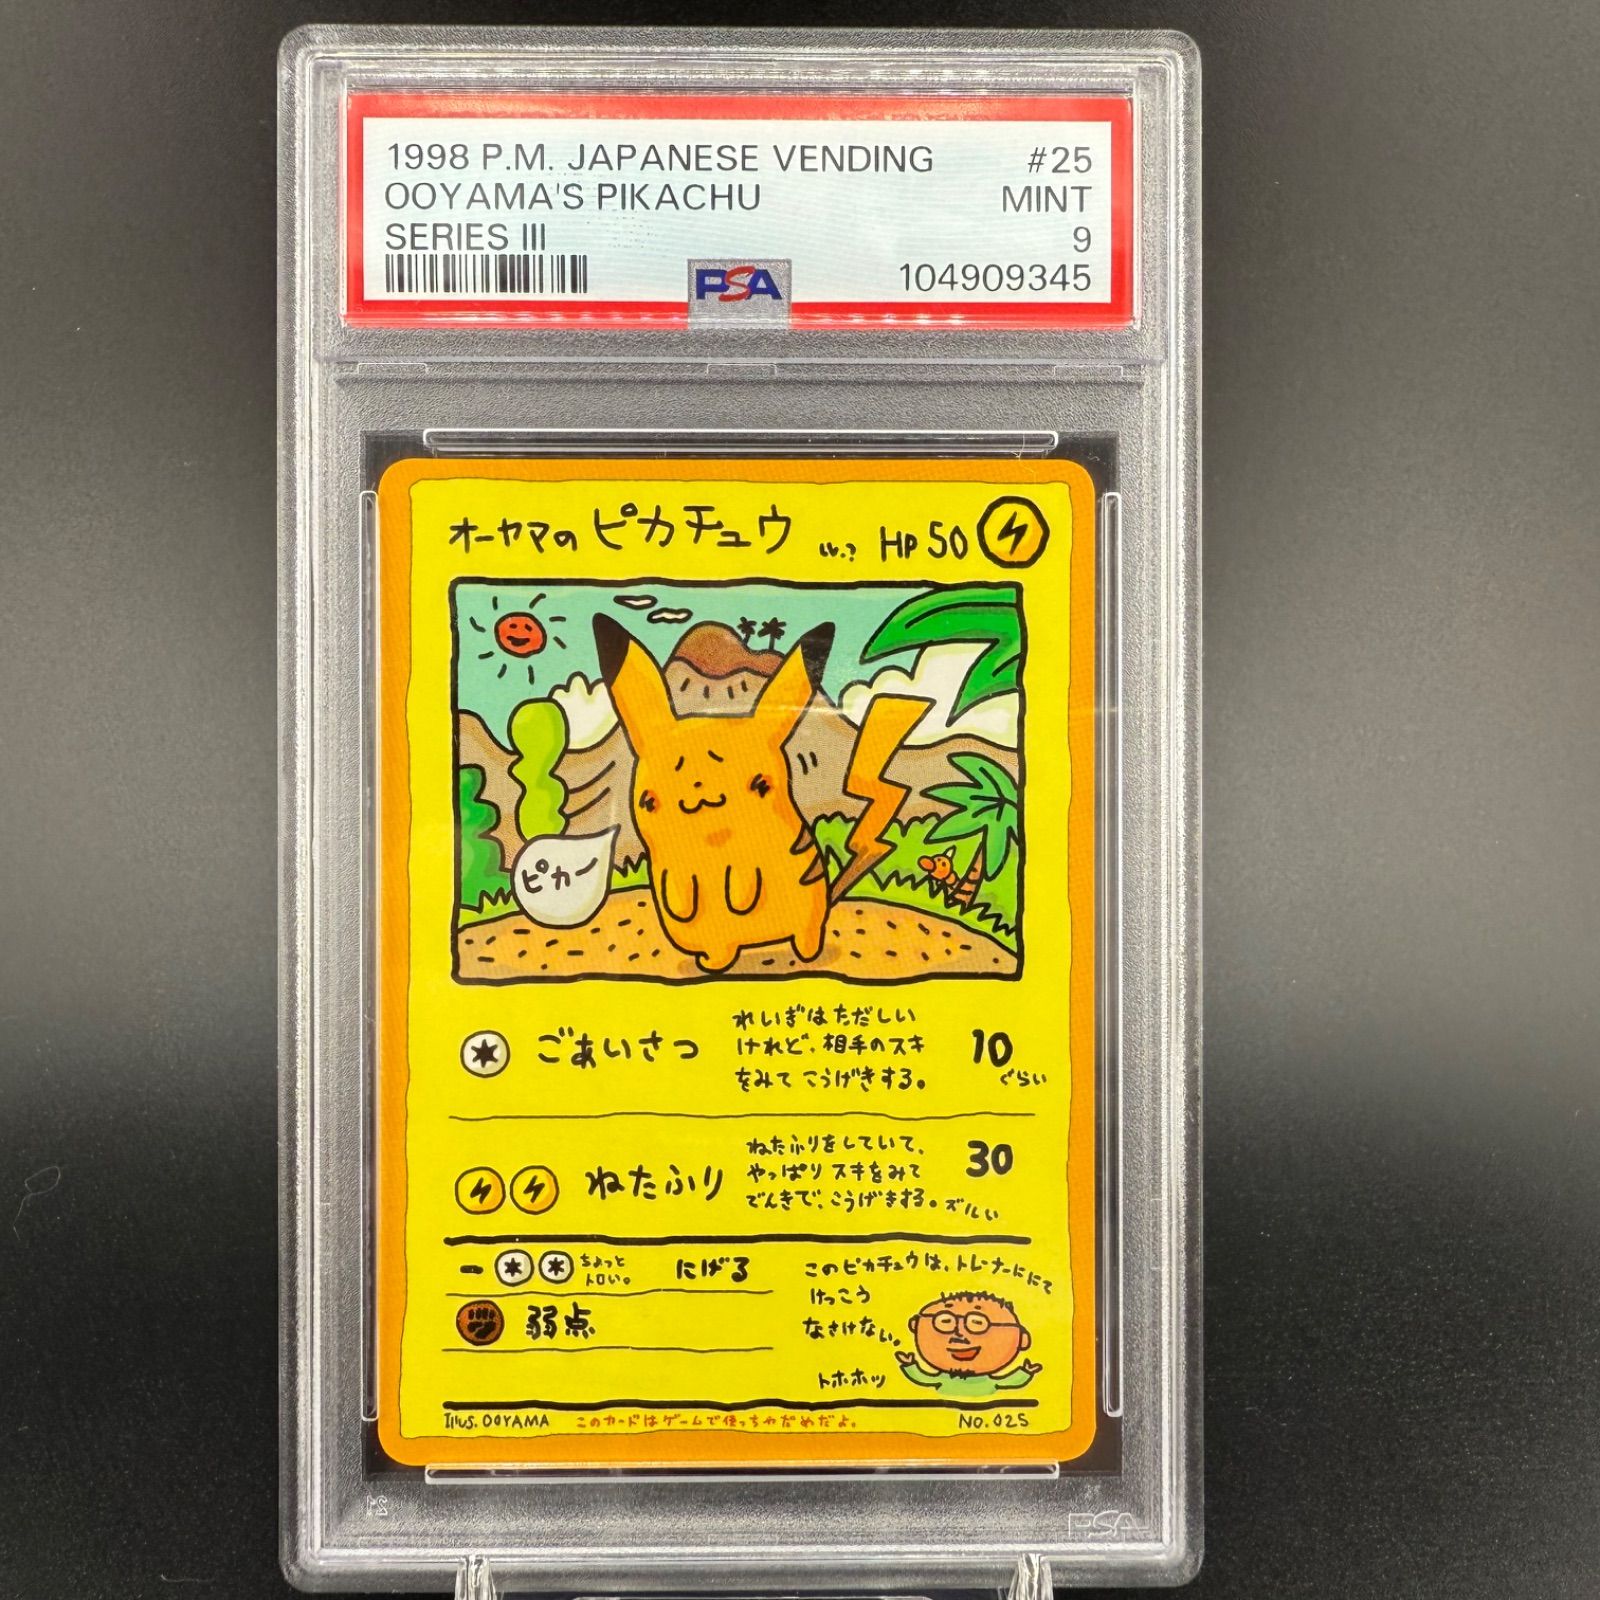 1998 P.M. JAPANESE VENDING #25
OOYAMA'S PIKACHU MINT
SERIES III 9
PSA 104909345
オーヤマの ピカチュウ LV.? HP 50
ピカー
ごあいさつ
れいぎはただしい
けれど、相手のスキ
をみて こうげきする。
10
ぐらい
ねたふり
ねたふりをしていて、
やっぱり スキをみて
でんきで、こうげきする。ズルい
30
ちょっと
トロい。
にげる
弱点
このピカチュウは、トレーナーににて
けっこう
なさけない。
トホホッ
Illus. OOYAMA このカードはゲームで使っちゃだめだよ。 NO.025
PSA